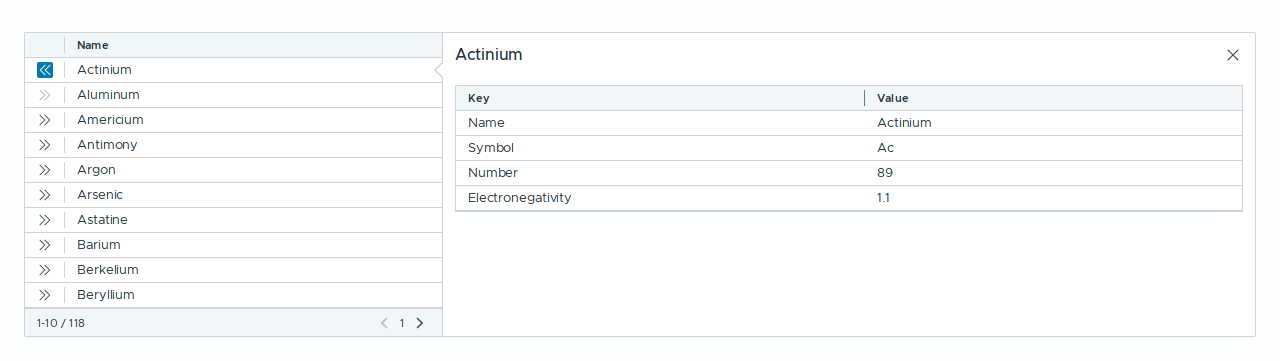 Name
Actinium
Aluminum
Americium
Antimony
Argon
Arsenic
Astatine
Barium
Berkelium
Beryllium
1-10 / 118
1
Actinium
Key Value
Name Actinium
Symbol Ac
Number 89
Electronegativity 1.1